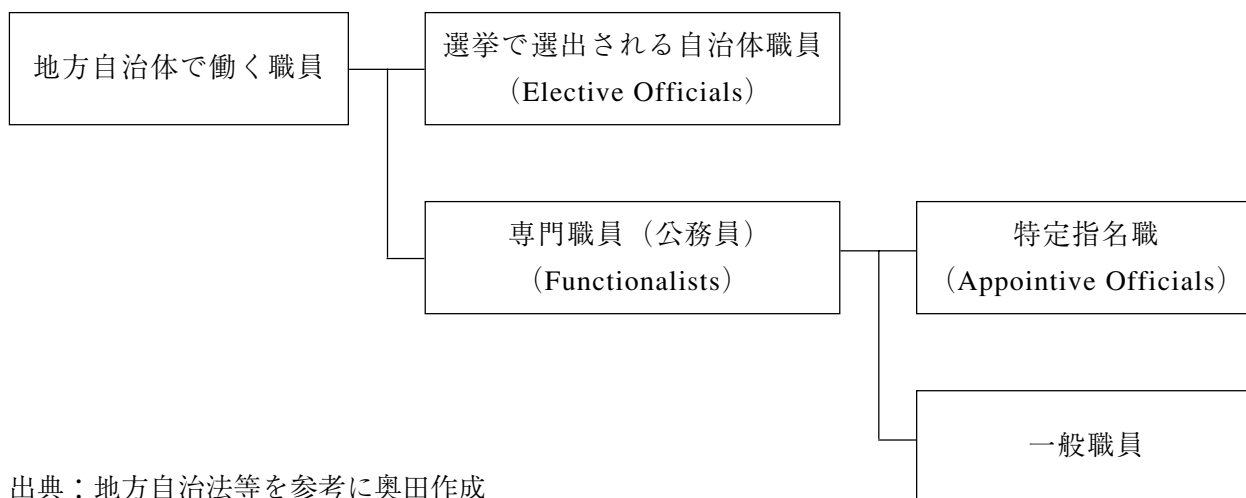 地方自治体で働く職員
選挙で選出される自治体職員
（Elective Officials）
専門職員（公務員）
（Functionalists）
特定指名職
（Appointive Officials）
一般職員
出典：地方自治法等を参考に奥田作成